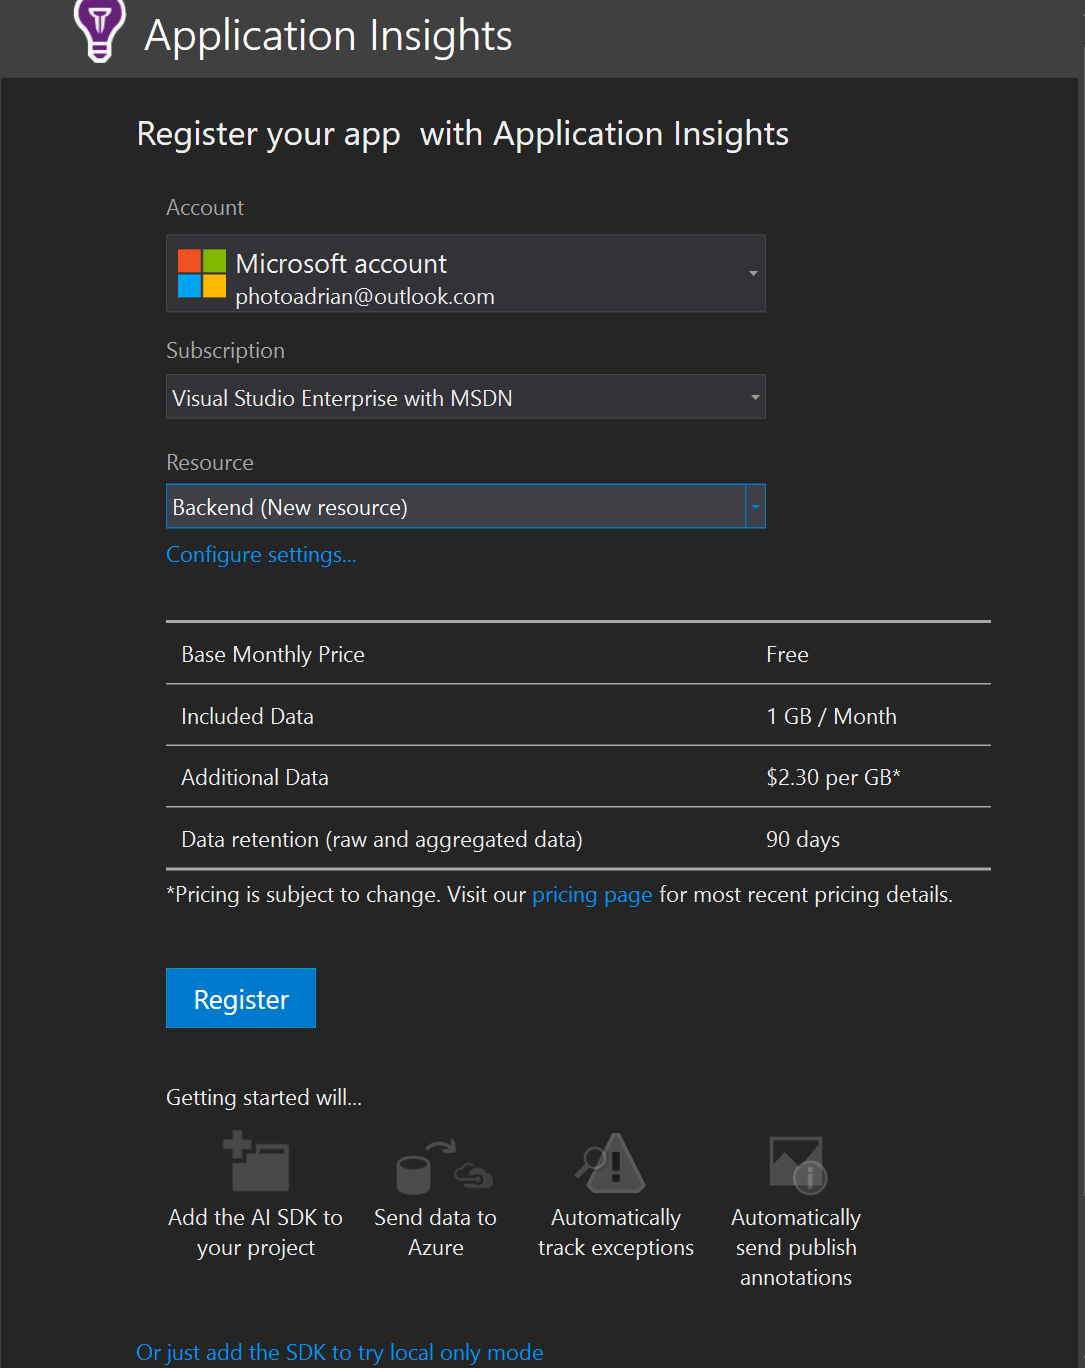 Application Insights
Register your app  with Application Insights
Account
Microsoft account
photoadrian@outlook.com
Subscription
Visual Studio Enterprise with MSDN
Resource
Backend (New resource)
Configure settings...
Base Monthly Price Free
Included Data 1 GB / Month
Additional Data $2.30 per GB*
Data retention (raw and aggregated data) 90 days
*Pricing is subject to change. Visit our pricing page for most recent pricing details.
Register
Getting started will...
Add the AI SDK to
your project
Send data to
Azure
Automatically
track exceptions
Automatically
send publish
annotations
Or just add the SDK to try local only mode